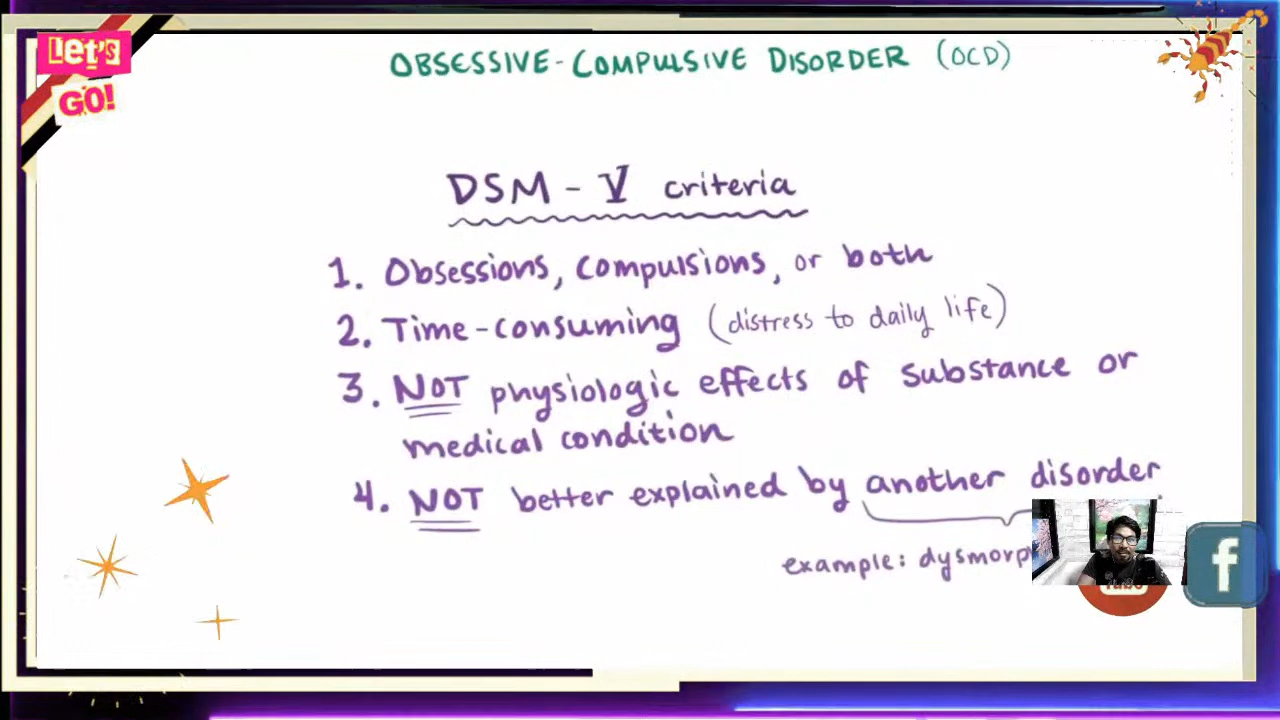 Let's
GO!
OBSESSIVE-COMPULSIVE DISORDER (OCD)
DSM - V criteria
1. Obsessions, Compulsions, or both
2. Time-consuming (distress to daily life)
3. NOT physiologic effects of substance or
medical condition
4. NOT better explained by another disorder
example:
f